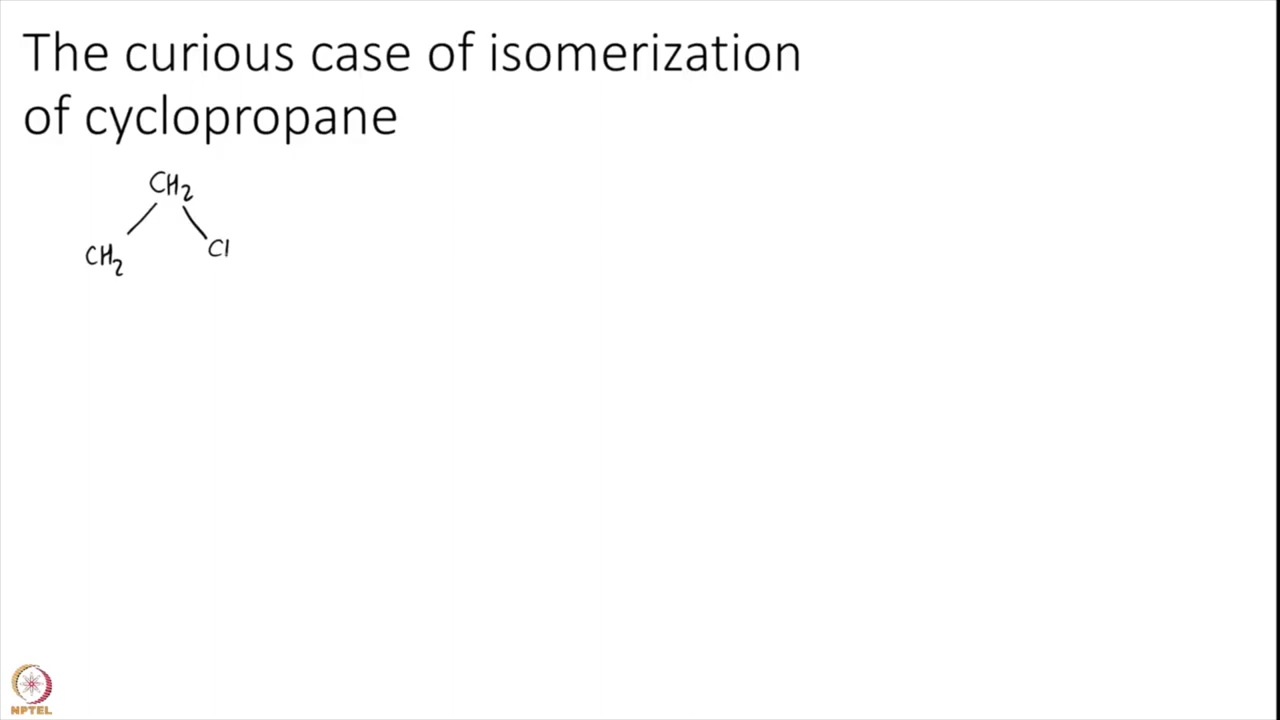 The curious case of isomerization
of cyclopropane
CH2
CH2 Cl
NPTEL